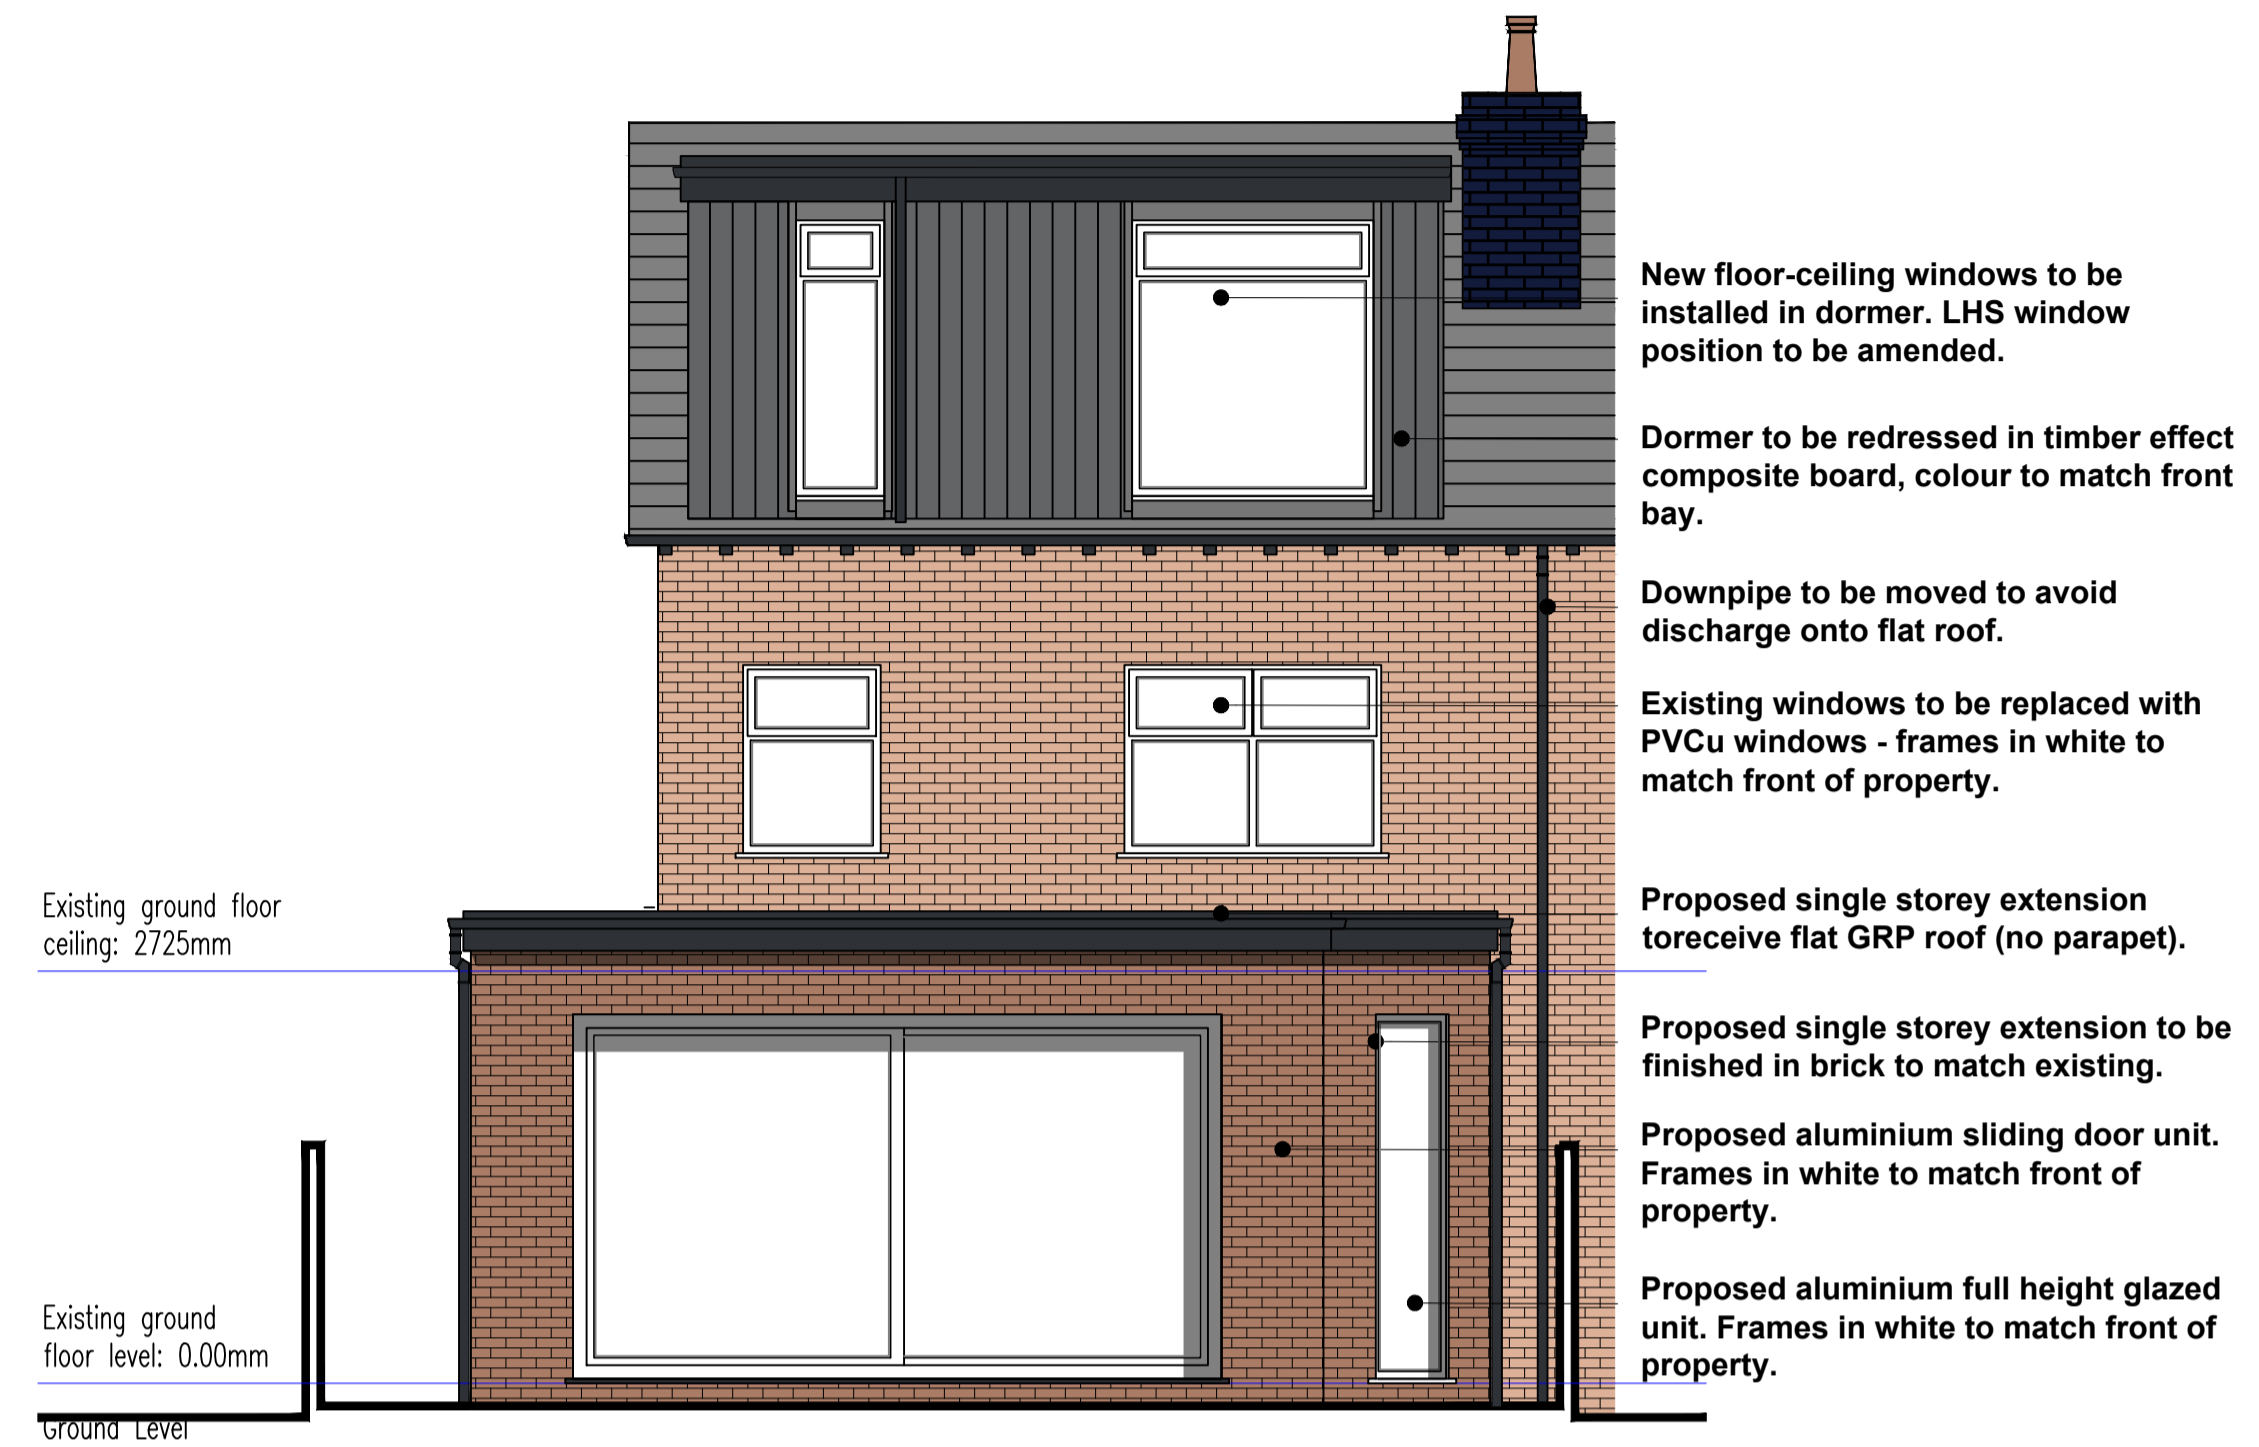 New floor-ceiling windows to be
installed in dormer. LHS window
position to be amended.
Dormer to be redressed in timber effect
composite board, colour to match front
bay.
Downpipe to be moved to avoid
discharge onto flat roof.
Existing windows to be replaced with
PVCu windows - frames in white to
match front of property.
Proposed single storey extension
toreceive flat GRP roof (no parapet).
Proposed single storey extension to be
finished in brick to match existing.
Proposed aluminium sliding door unit.
Frames in white to match front of
property.
Proposed aluminium full height glazed
unit. Frames in white to match front of
property.
Existing ground floor
ceiling: 2725mm
Existing ground
floor level: 0.00mm
Ground Level